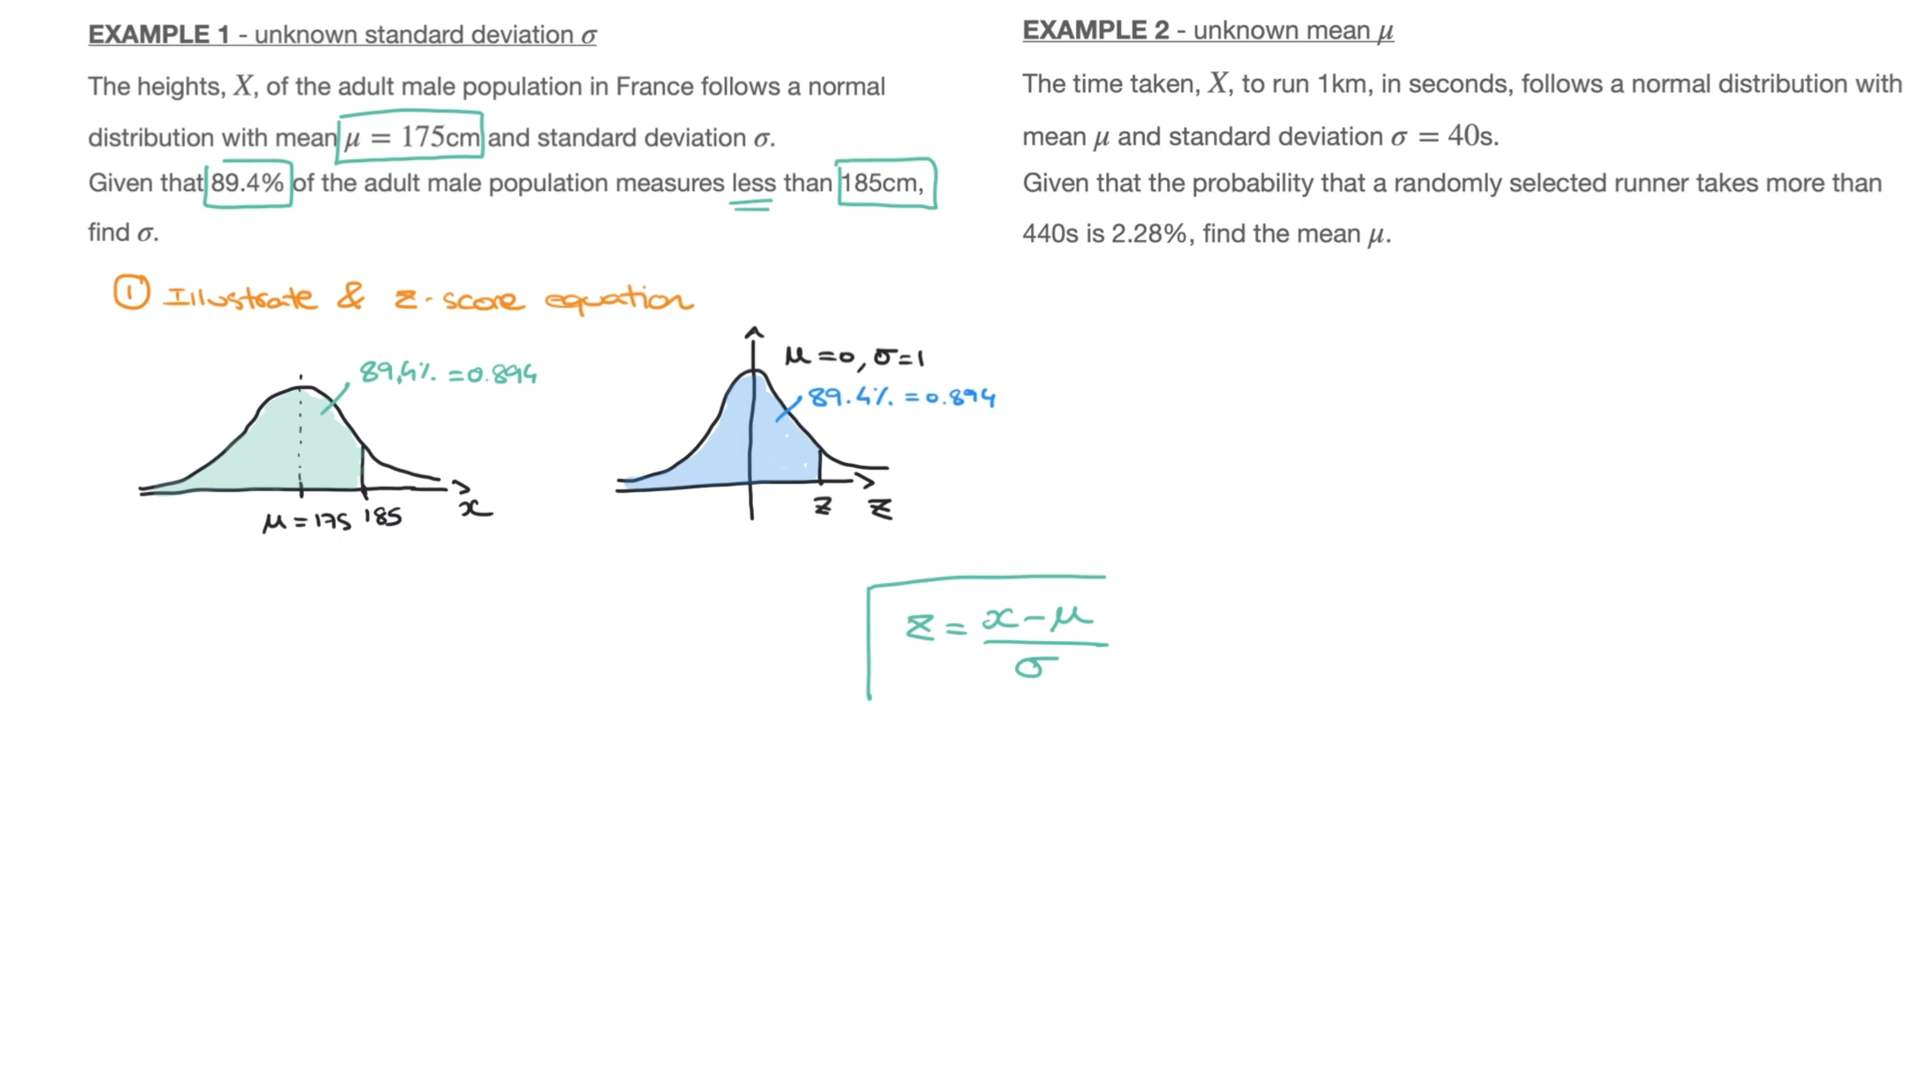 EXAMPLE 1 - unknown standard deviation σ
The heights, X, of the adult male population in France follows a normal
distribution with mean μ = 175cm and standard deviation σ.
Given that 89.4% of the adult male population measures less than 185cm,
find σ.
① Illustrate & z-score equation
89.4% = 0.894
μ = 175 185 x
μ = 0, σ = 1
89.4% = 0.894
z z
z = x - μ
σ
EXAMPLE 2 - unknown mean μ
The time taken, X, to run 1km, in seconds, follows a normal distribution with
mean μ and standard deviation σ = 40s.
Given that the probability that a randomly selected runner takes more than
440s is 2.28%, find the mean μ.